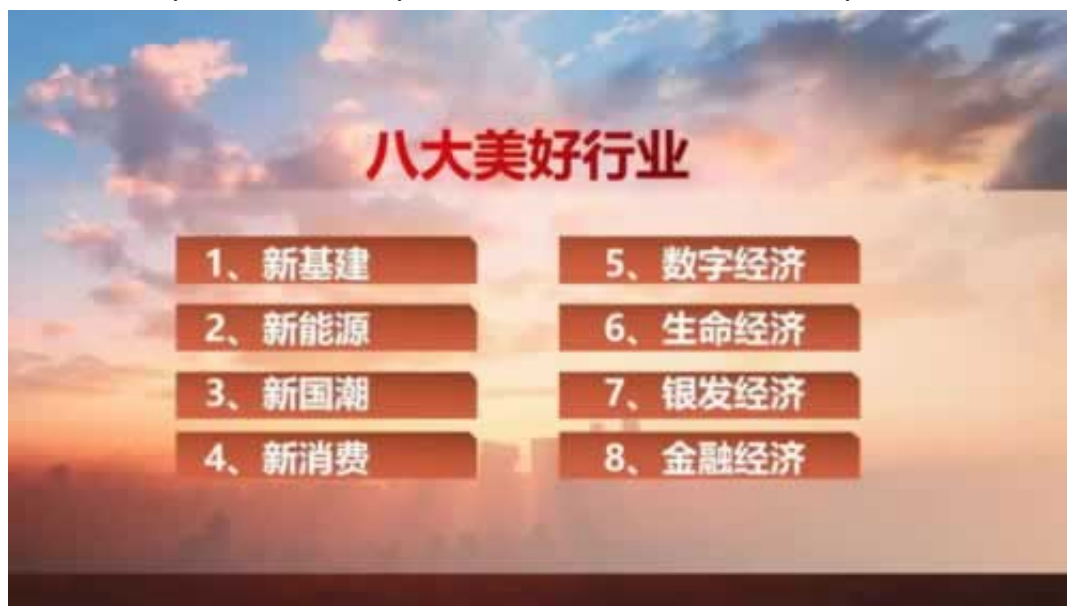 八大美好行业
1、新基建
2、新能源
3、新国潮
4、新消费
5、数字经济
6、生命经济
7、银发经济
8、金融经济